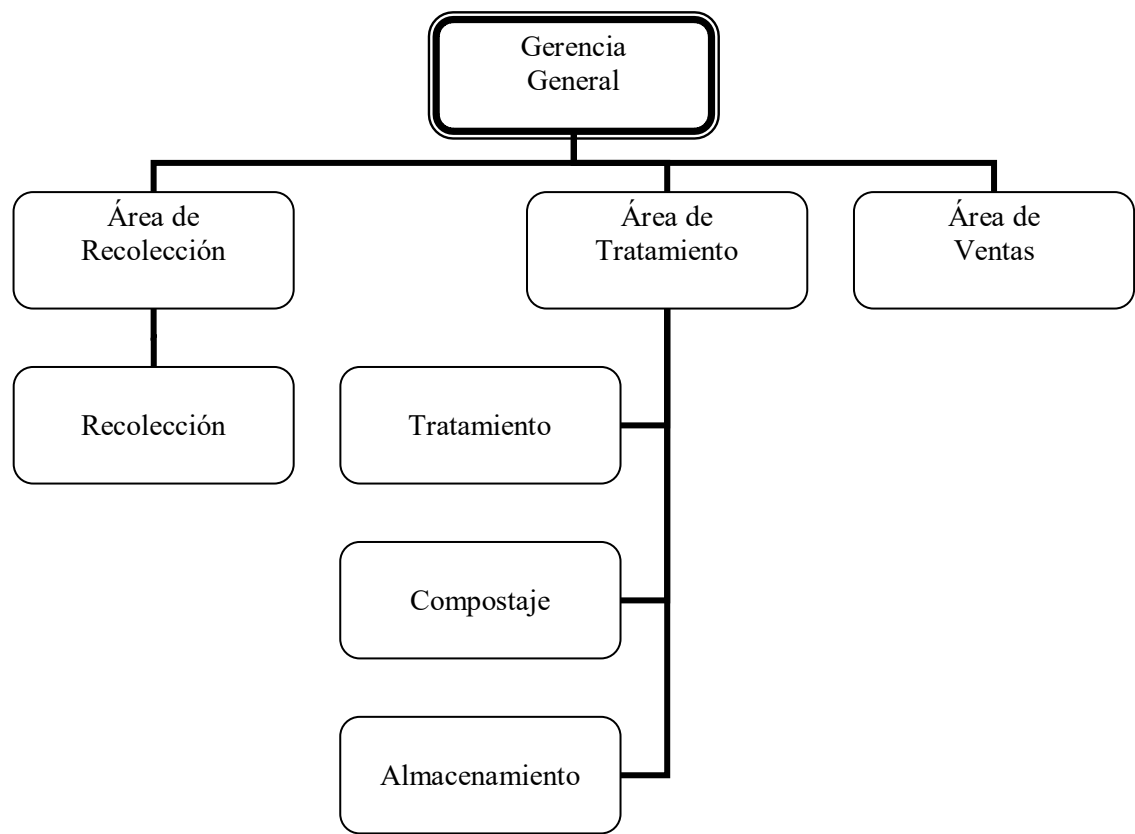 Gerencia
General
Área de
Recolección
Área de
Tratamiento
Área de
Ventas
Recolección
Tratamiento
Compostaje
Almacenamiento